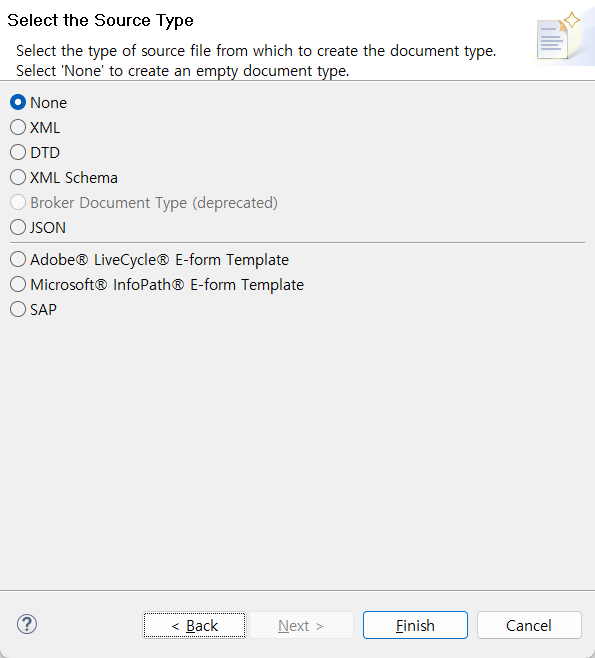 Select the Source Type
Select the type of source file from which to create the document type.
Select 'None' to create an empty document type.
None
XML
DTD
XML Schema
Broker Document Type (deprecated)
JSON
Adobe® LiveCycle® E-form Template
Microsoft® InfoPath® E-form Template
SAP
? < Back Next > Finish Cancel